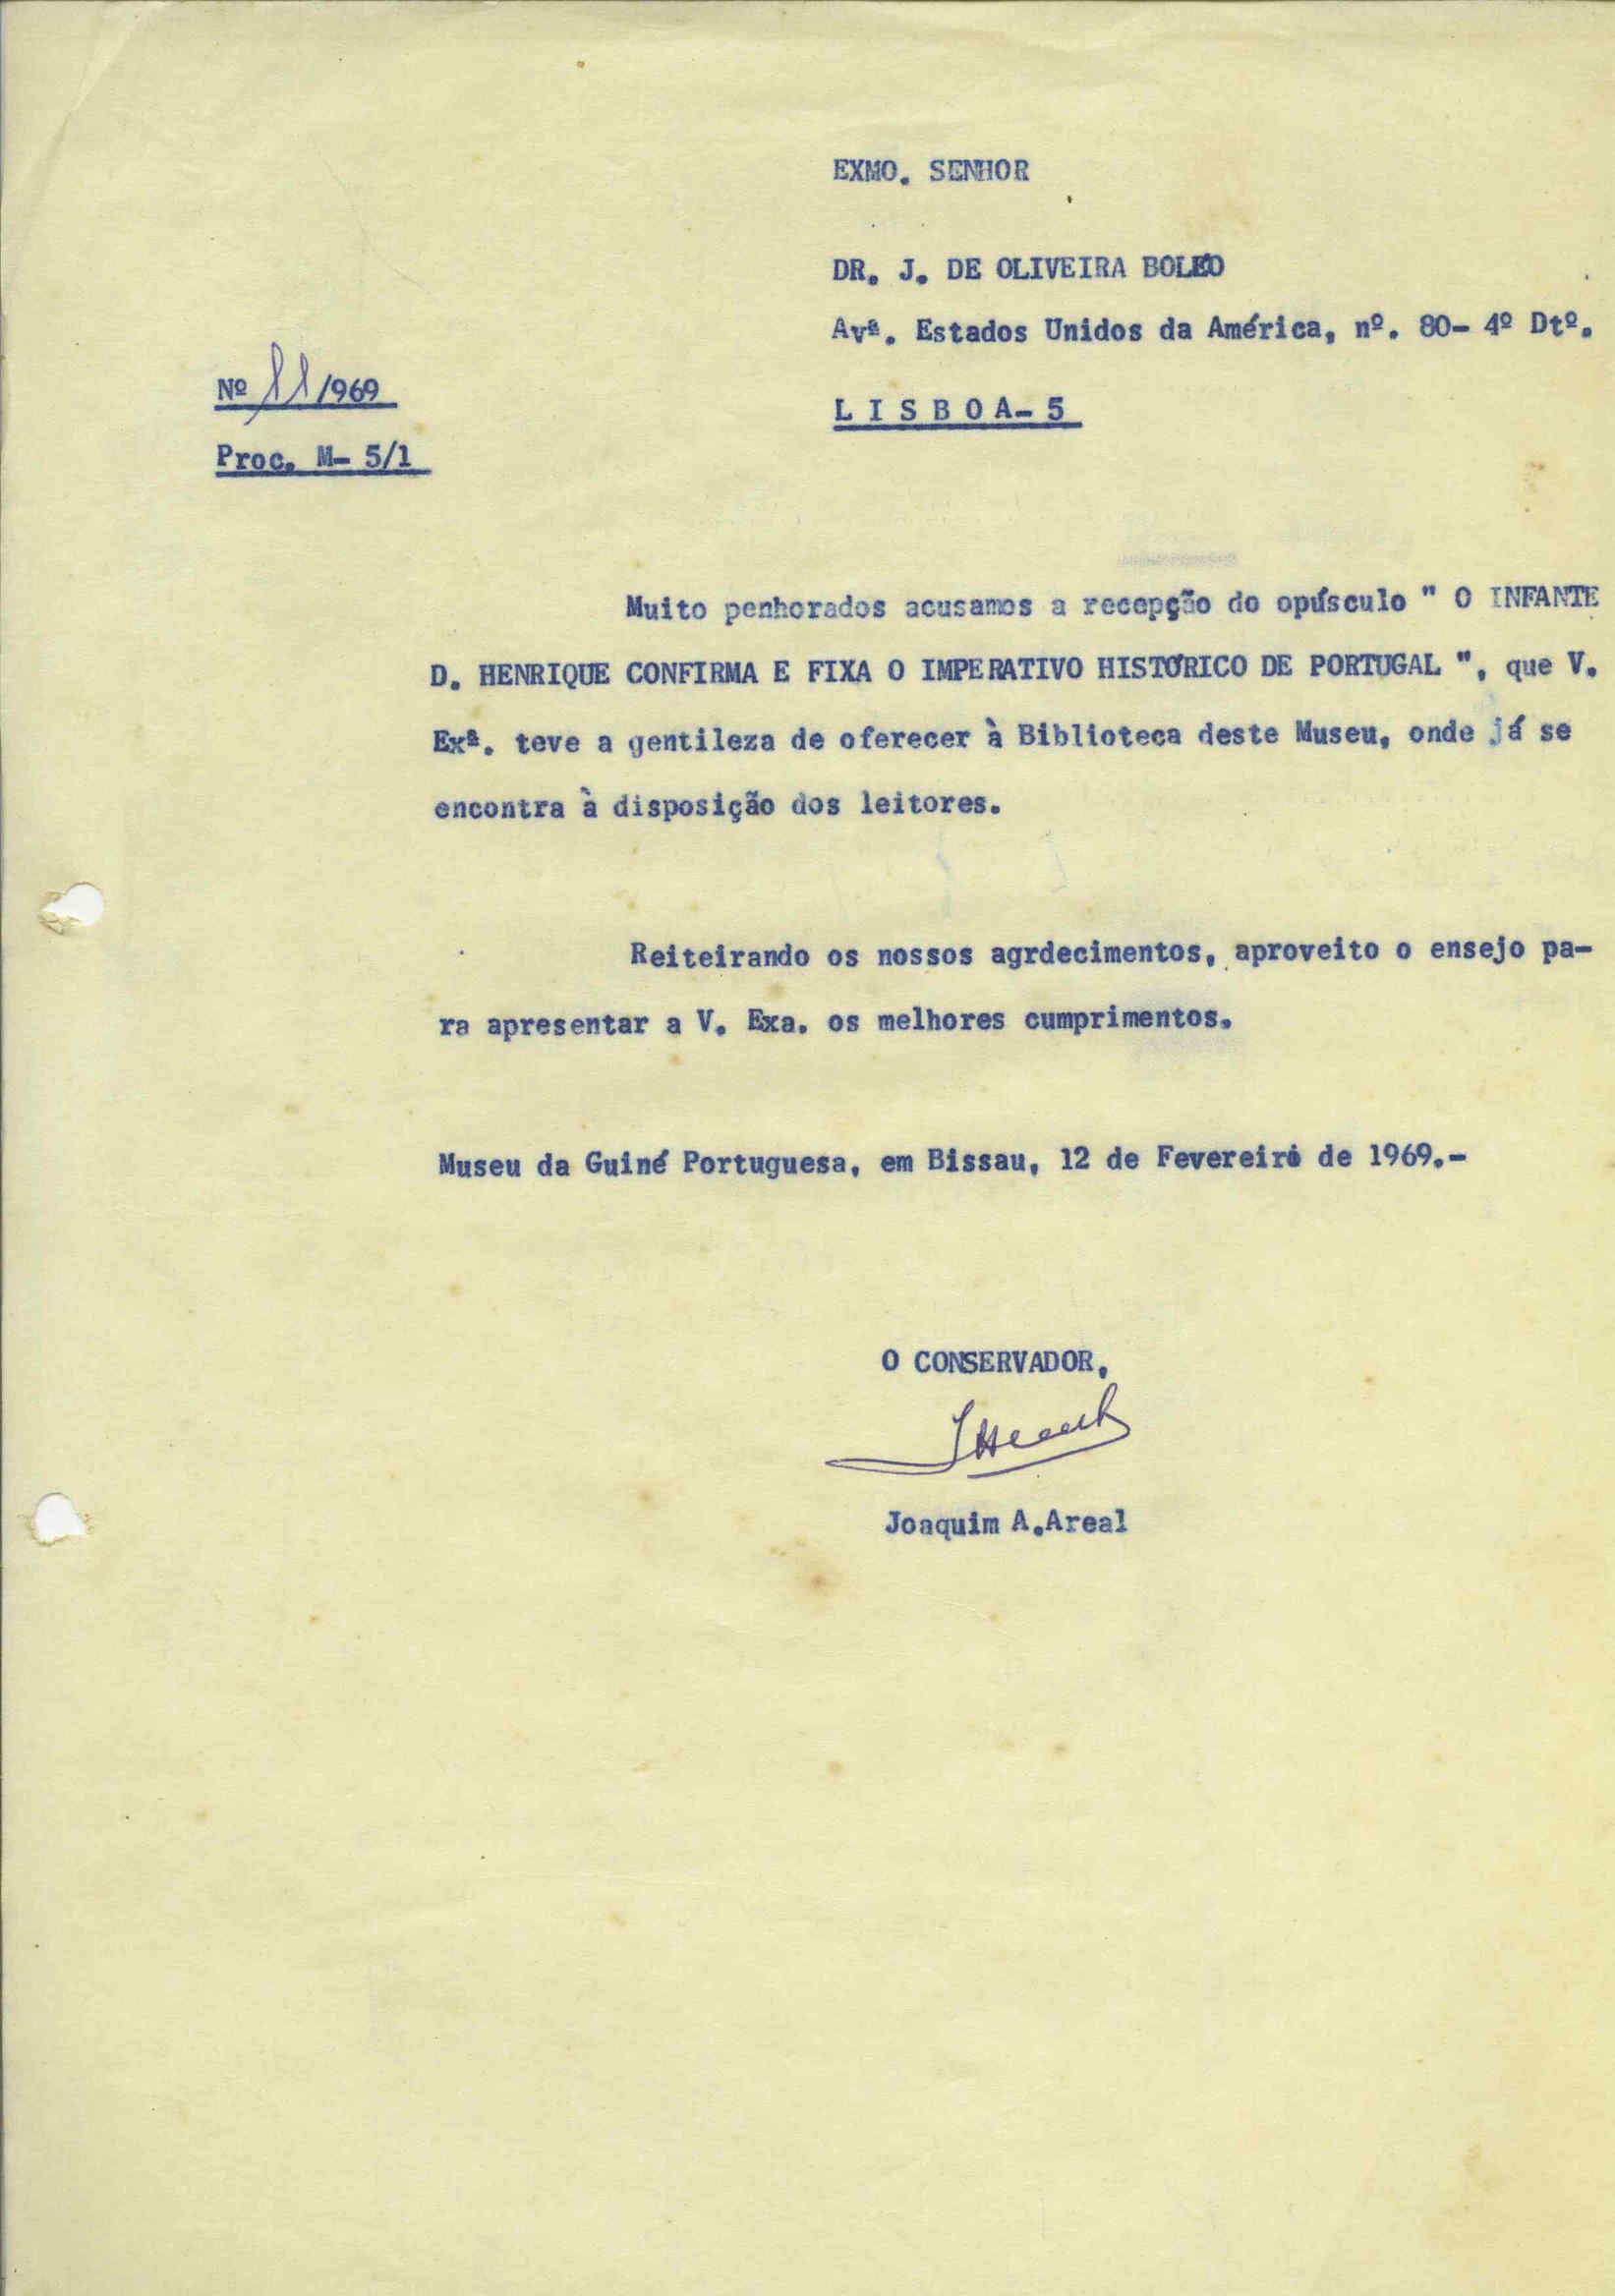 EXMO. SENHOR
DR. J. DE OLIVEIRA BOLÉO
Avª. Estados Unidos da América, nº. 80- 4º Dtº.
Nº 11/969
L I S B O A- 5
Proc. M- 5/1
Muito penhorados acusamos a recepção do opúsculo " O INFANTE
D. HENRIQUE CONFIRMA E FIXA O IMPERATIVO HISTÓRICO DE PORTUGAL ", que V.
Exª. teve a gentileza de oferecer à Biblioteca deste Museu, onde já se
encontra à disposição dos leitores.
Reiteirando os nossos agrdecimentos, aproveito o ensejo pa-
ra apresentar a V. Exa. os melhores cumprimentos.
Museu da Guiné Portuguesa, em Bissau, 12 de Fevereiro de 1969.-
O CONSERVADOR,
Joaquim A.Areal